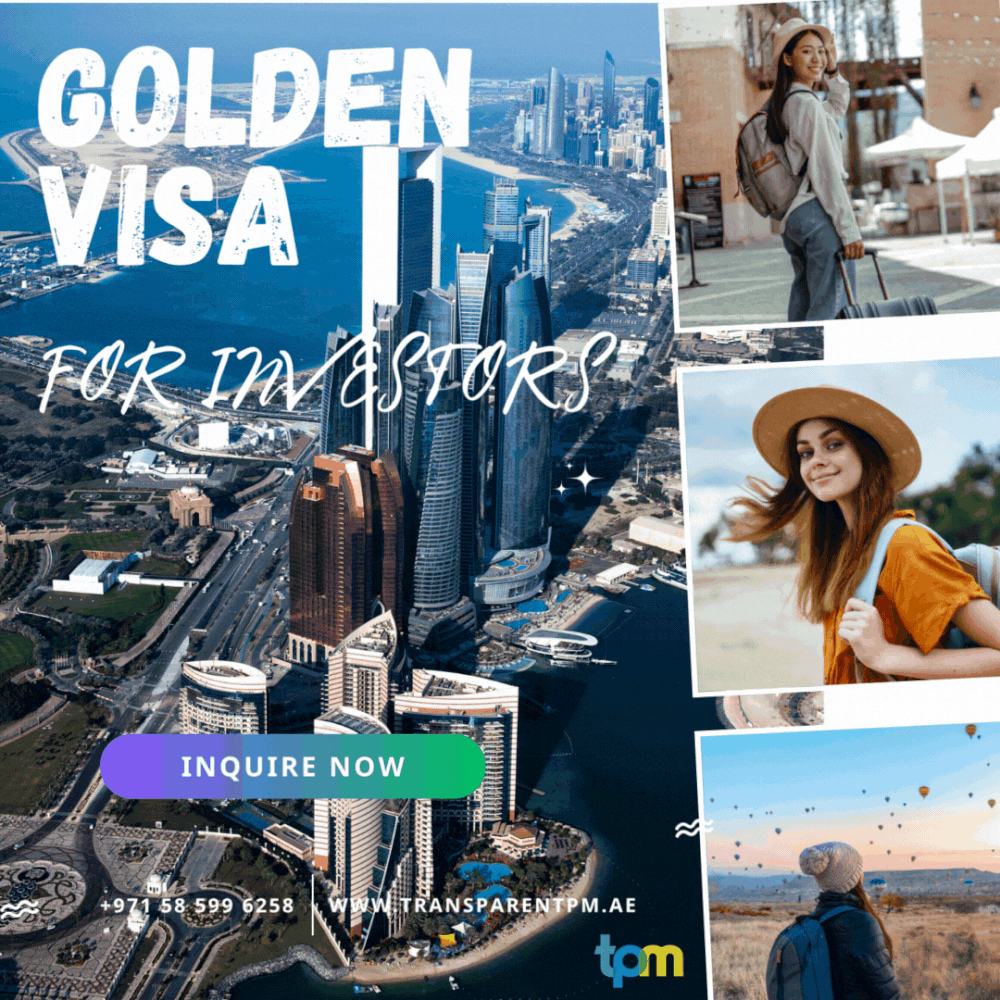 GOLDEN
VISA
FOR INVESTORS
INQUIRE NOW
+971 58 599 6258 | WWW.TRANSPARENTPM.AE
tpm